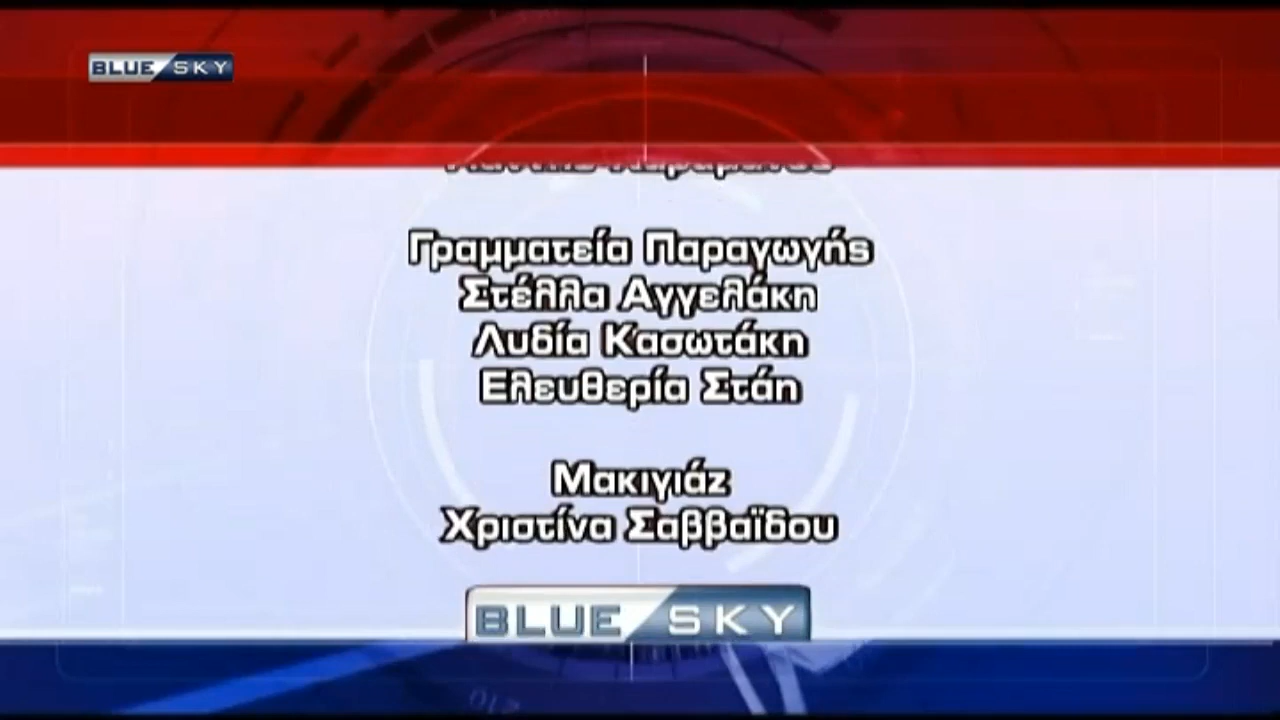 BLUE SKY
Γραμματεία Παραγωγής
Στέλλα Αγγελάκη
Λυδία Κασωτάκη
Ελευθερία Στάη
Μακιγιάζ
Χριστίνα Σαββαΐδου
BLUE SKY